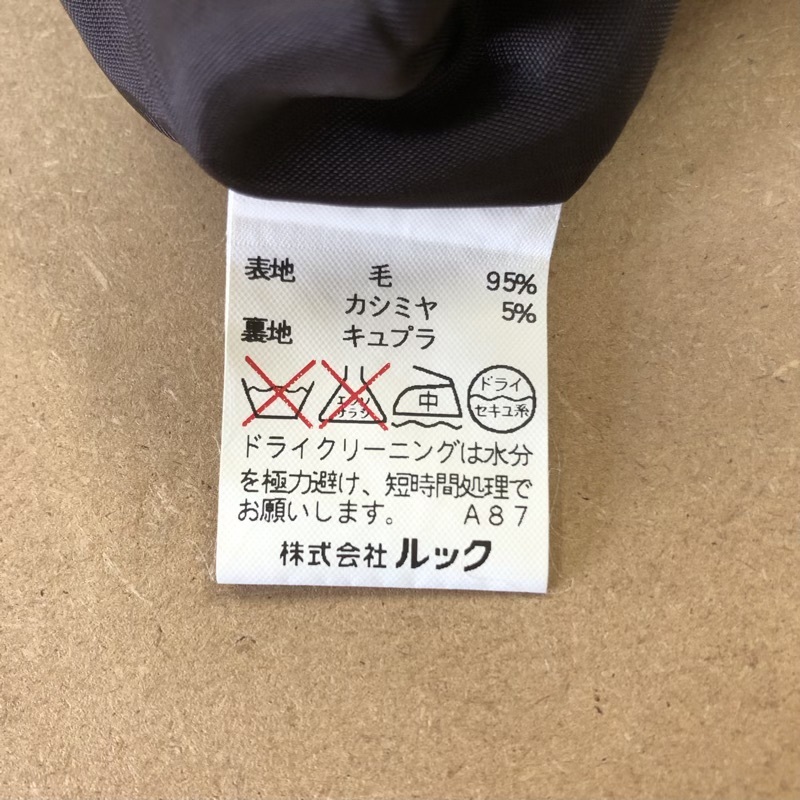 表地 毛 95%
カシミヤ 5%
裏地 キュプラ
エンソ
サラシ
中
ドライ
セキユ系
ドライクリーニングは水分
を極力避け、短時間処理で
お願いします。 A87
株式会社ルック